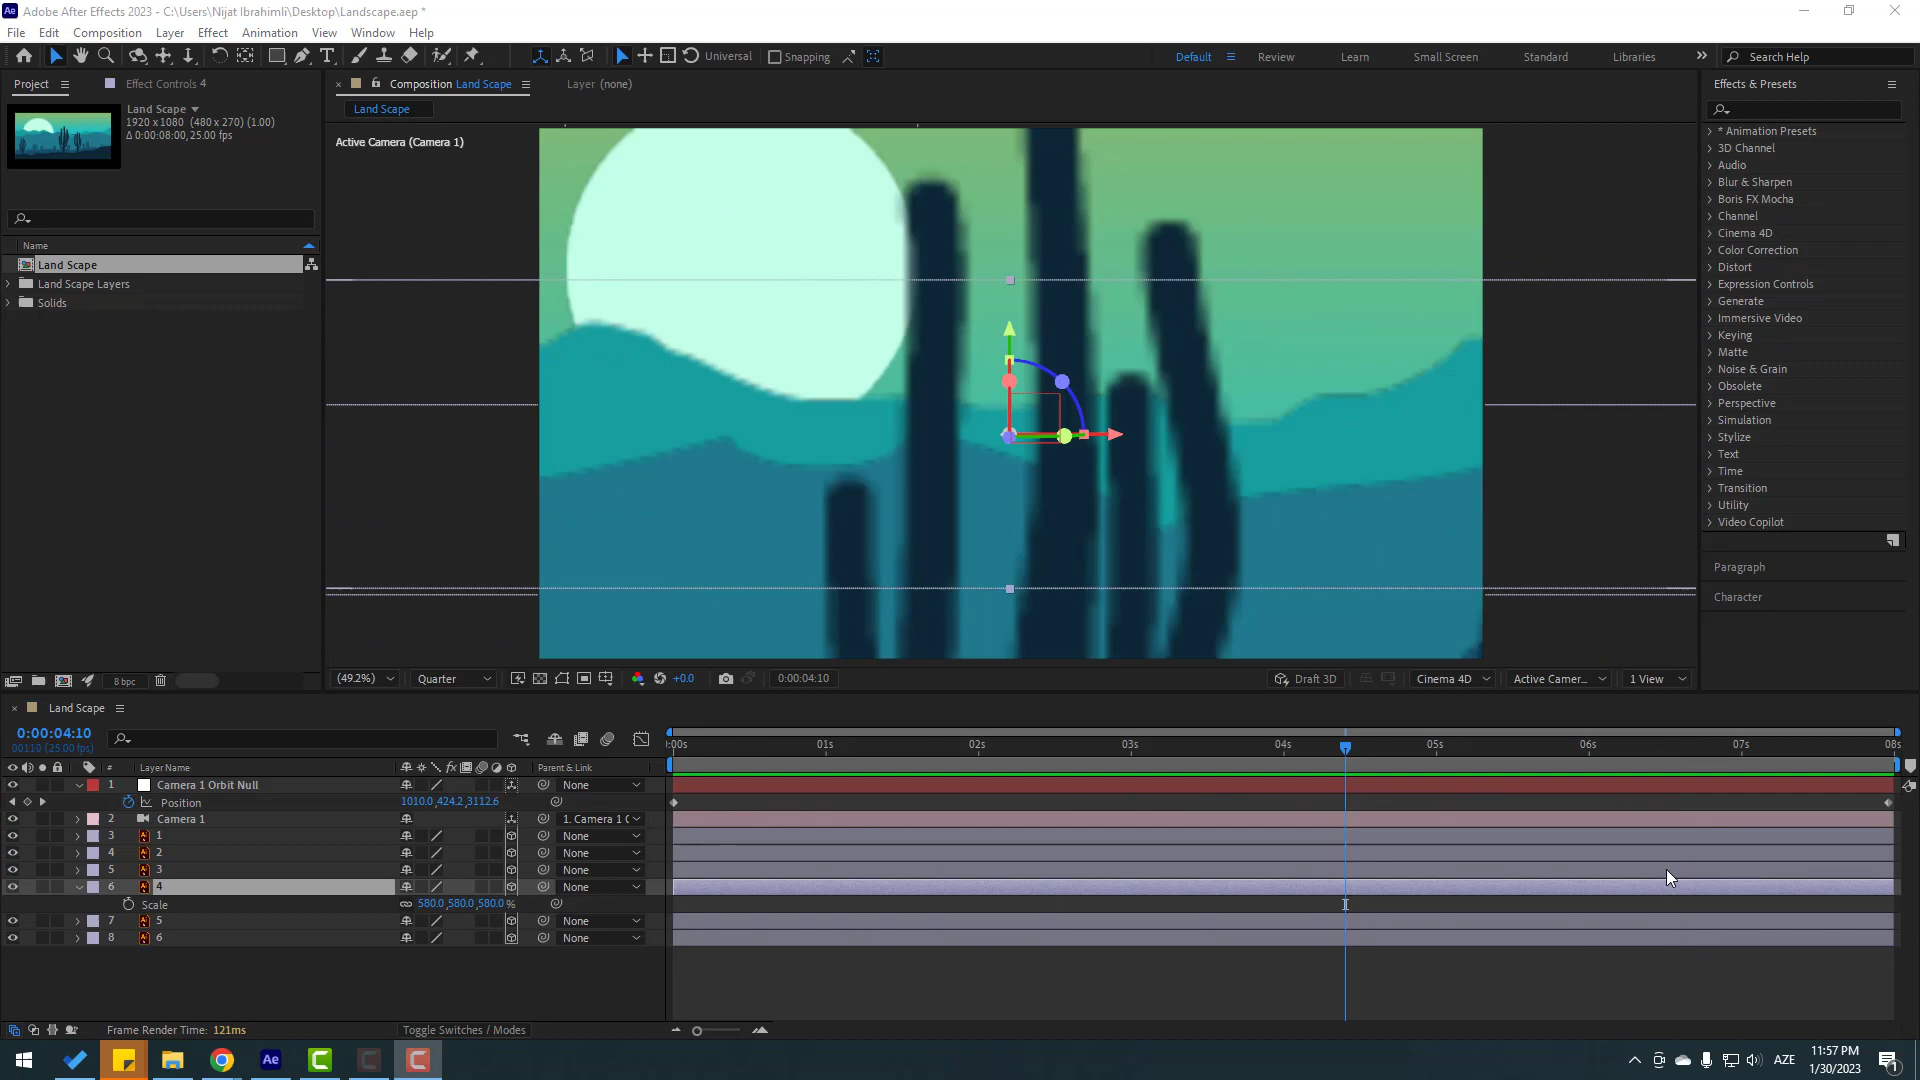 Ae Adobe After Effects 2023 - C:\Users\Nijat Ibrahimli\Desktop\Landscape.aep *
File Edit Composition Layer Effect Animation View Window Help
Universal Snapping Default Review Learn Small Screen Standard Libraries Search Help
Project Effect Controls 4
Composition Land Scape Layer (none)
Effects & Presets
Land Scape
1920 x 1080 (480 x 270) (1.00)
Δ 0:00:08:00, 25.00 fps)
Land Scape
Active Camera (Camera 1)
Name
Land Scape
Land Scape Layers
Solids
* Animation Presets
3D Channel
Audio
Blur & Sharpen
Boris FX Mocha
Channel
Cinema 4D
Color Correction
Distort
Expression Controls
Generate
Immersive Video
Keying
Matte
Noise & Grain
Obsolete
Perspective
Simulation
Stylize
Text
Time
Transition
Utility
Video Copilot
Paragraph
Character
8 bpc
(49.2%) Quarter +0.0 0:00:04:10 Draft 3D Cinema 4D Active Camer... 1 View
Land Scape
0:00:04:10
00110 (25.00 fps)
:00s 01s 02s 03s 04s 05s 06s 07s 08s
# Layer Name fx Parent & Link
1 Camera 1 Orbit Null None
Position 1010.0,424.2,3112.6
2 Camera 1 1. Camera 1 C
3 Ai 1 None
4 Ai 2 None
5 Ai 3 None
6 Ai 4 None
Scale 580.0,580.0,580.0 %
7 Ai 5 None
8 Ai 6 None
Frame Render Time: 121ms Toggle Switches / Modes
Ae
AZE
11:57 PM
1/30/2023
1